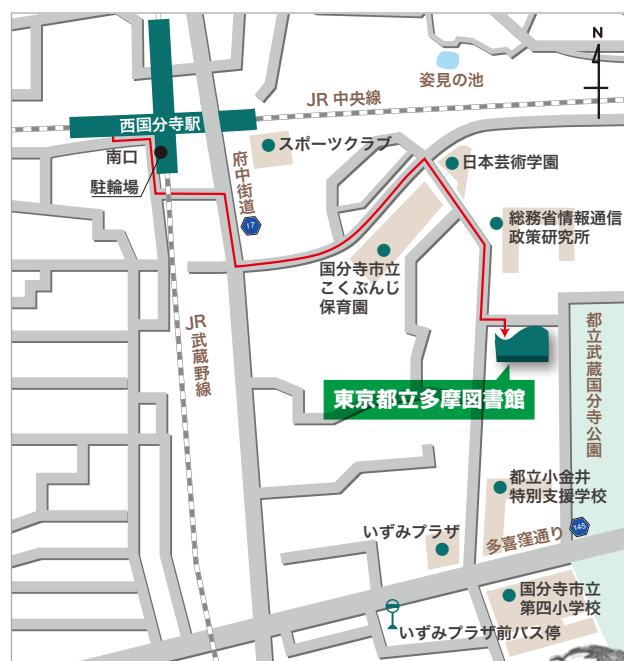 N
姿見の池
JR 中央線
西国分寺駅
スポーツクラブ
南口
日本芸術学園
駐輪場
府中街道
17
総務省情報通信
政策研究所
国分寺市立
こくぶんじ
保育園
JR 武蔵野線
都立武蔵国分寺公園
東京都立多摩図書館
都立小金井
特別支援学校
145
いずみプラザ
多喜窪通り
国分寺市立
第四小学校
いずみプラザ前バス停